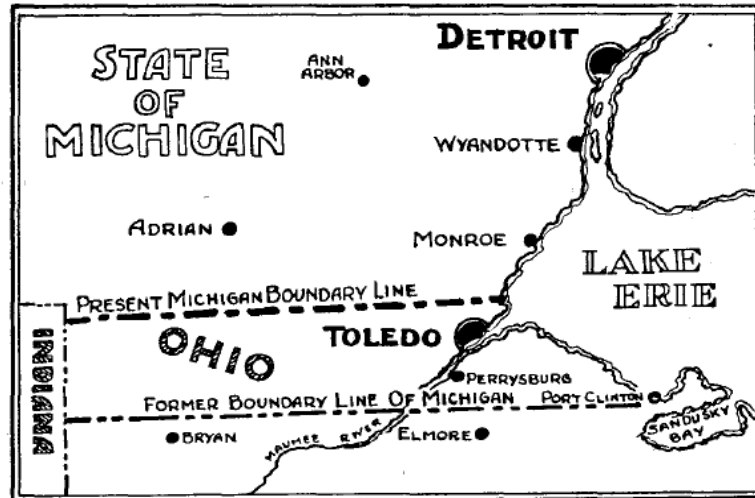 STATE
OF
MICHIGAN
ANN
ARBOR
DETROIT
WYANDOTTE
ADRIAN
MONROE
LAKE
ERIE
PRESENT MICHIGAN BOUNDARY LINE
INDIANA
OHIO
TOLEDO
PERRYSBURG
FORMER BOUNDARY LINE OF MICHIGAN
PORT CLINTON
BRYAN
MAUMEE RIVER
ELMORE
SANDUSKY
BAY